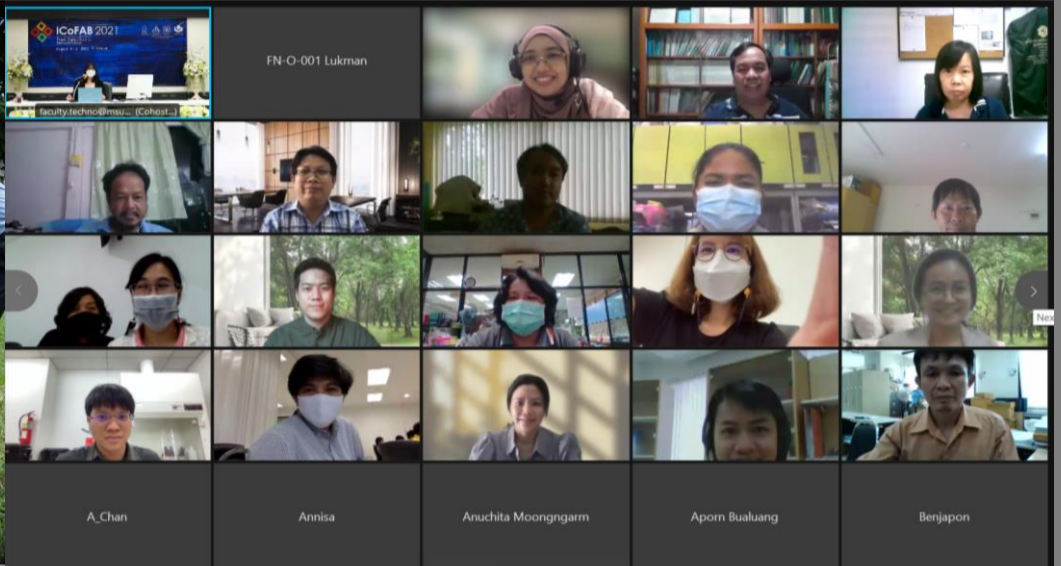 ICoFAB 2021
faculty.techno@msu... (Cohost...)
FN-O-001 Lukman
Nex
A_Chan
Annisa
Anuchita Moongngarm
Aporn Bualuang
Benjapon